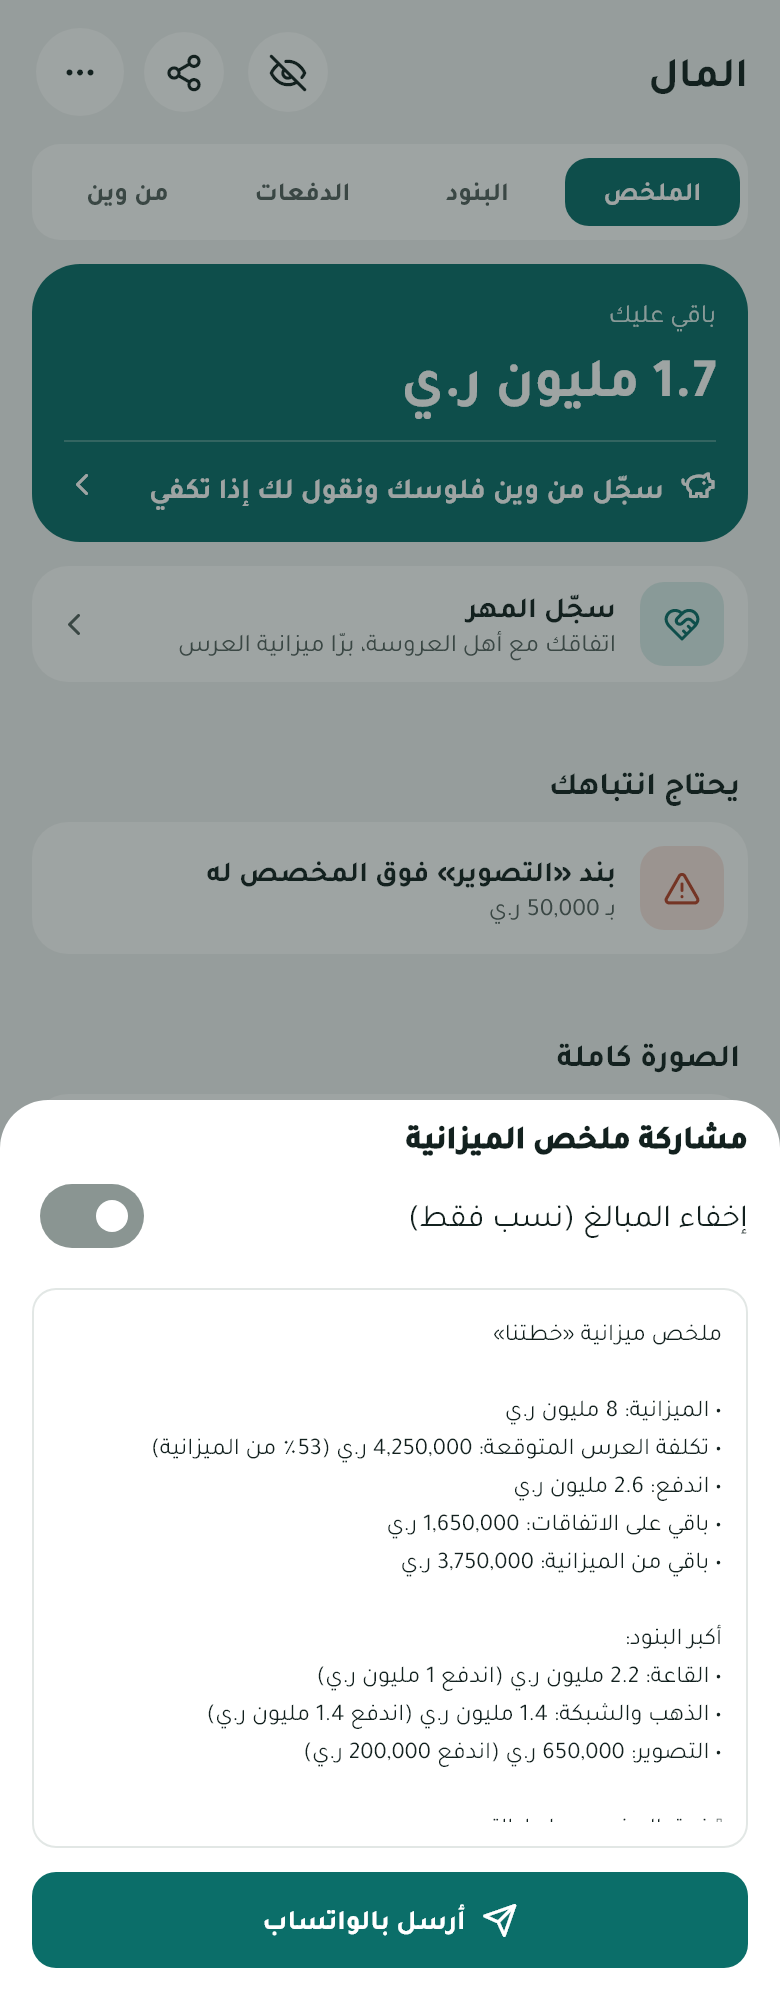 المال
الملخص
البنود
الدفعات
من وين
باقي عليك
1.7 مليون ر.ي
سجّل من وين فلوسك ونقول لك إذا تكفي
سجّل المهر
اتفاقك مع أهل العروسة، برّا ميزانية العرس
يحتاج انتباهك
بند «التصوير» فوق المخصص له
بـ 50,000 ر.ي
الصورة كاملة
مشاركة ملخص الميزانية
إخفاء المبالغ (نسب فقط)
ملخص ميزانية «خطتنا»
• الميزانية: 8 مليون ر.ي
• تكلفة العرس المتوقعة: 4,250,000 ر.ي (53٪ من الميزانية)
• اندفع: 2.6 مليون ر.ي
• باقي على الاتفاقات: 1,650,000 ر.ي
• باقي من الميزانية: 3,750,000 ر.ي
أكبر البنود:
• القاعة: 2.2 مليون ر.ي (اندفع 1 مليون ر.ي)
• الذهب والشبكة: 1.4 مليون ر.ي (اندفع 1.4 مليون ر.ي)
• التصوير: 650,000 ر.ي (اندفع 200,000 ر.ي)
أرسل بالواتساب